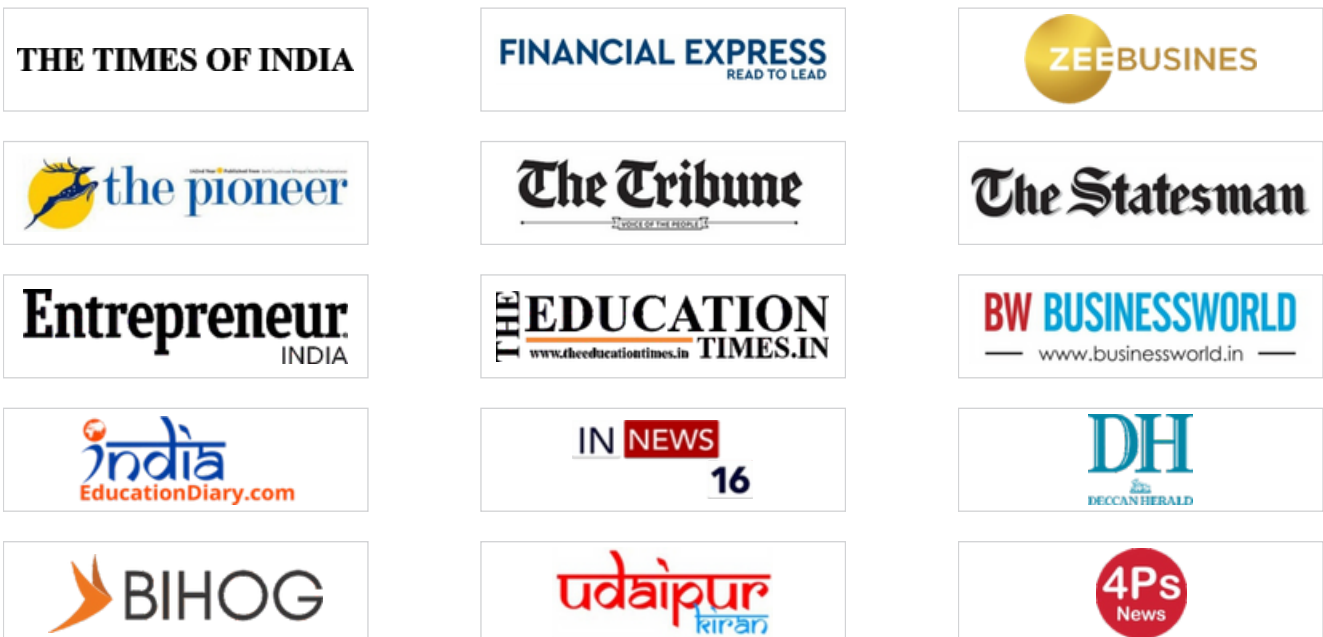 THE TIMES OF INDIA
FINANCIAL EXPRESS
READ TO LEAD
ZEEBUSINES
the pioneer
The Tribune
VOICE OF THE PEOPLE
The Statesman
Entrepreneur
INDIA
THE EDUCATION
www.theeducationtimes.in TIMES.IN
BW BUSINESSWORLD
www.businessworld.in
india
EducationDiary.com
IN NEWS
16
DH
DECCAN HERALD
BIHOG
udaipur
kiran
4Ps
News